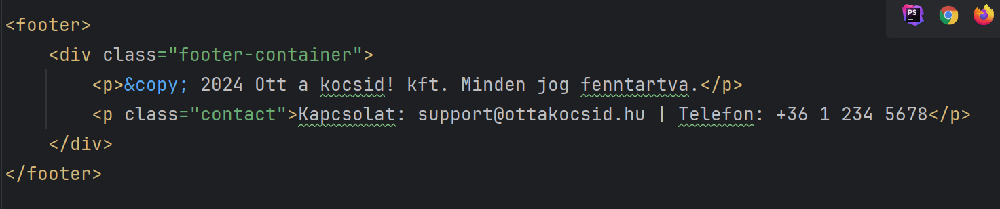 PS
<footer>
<div class="footer-container">
<p>&copy; 2024 Ott a kocsid! kft. Minden jog fenntartva.</p>
<p class="contact">Kapcsolat: support@ottakocsid.hu | Telefon: +36 1 234 5678</p>
</div>
</footer>